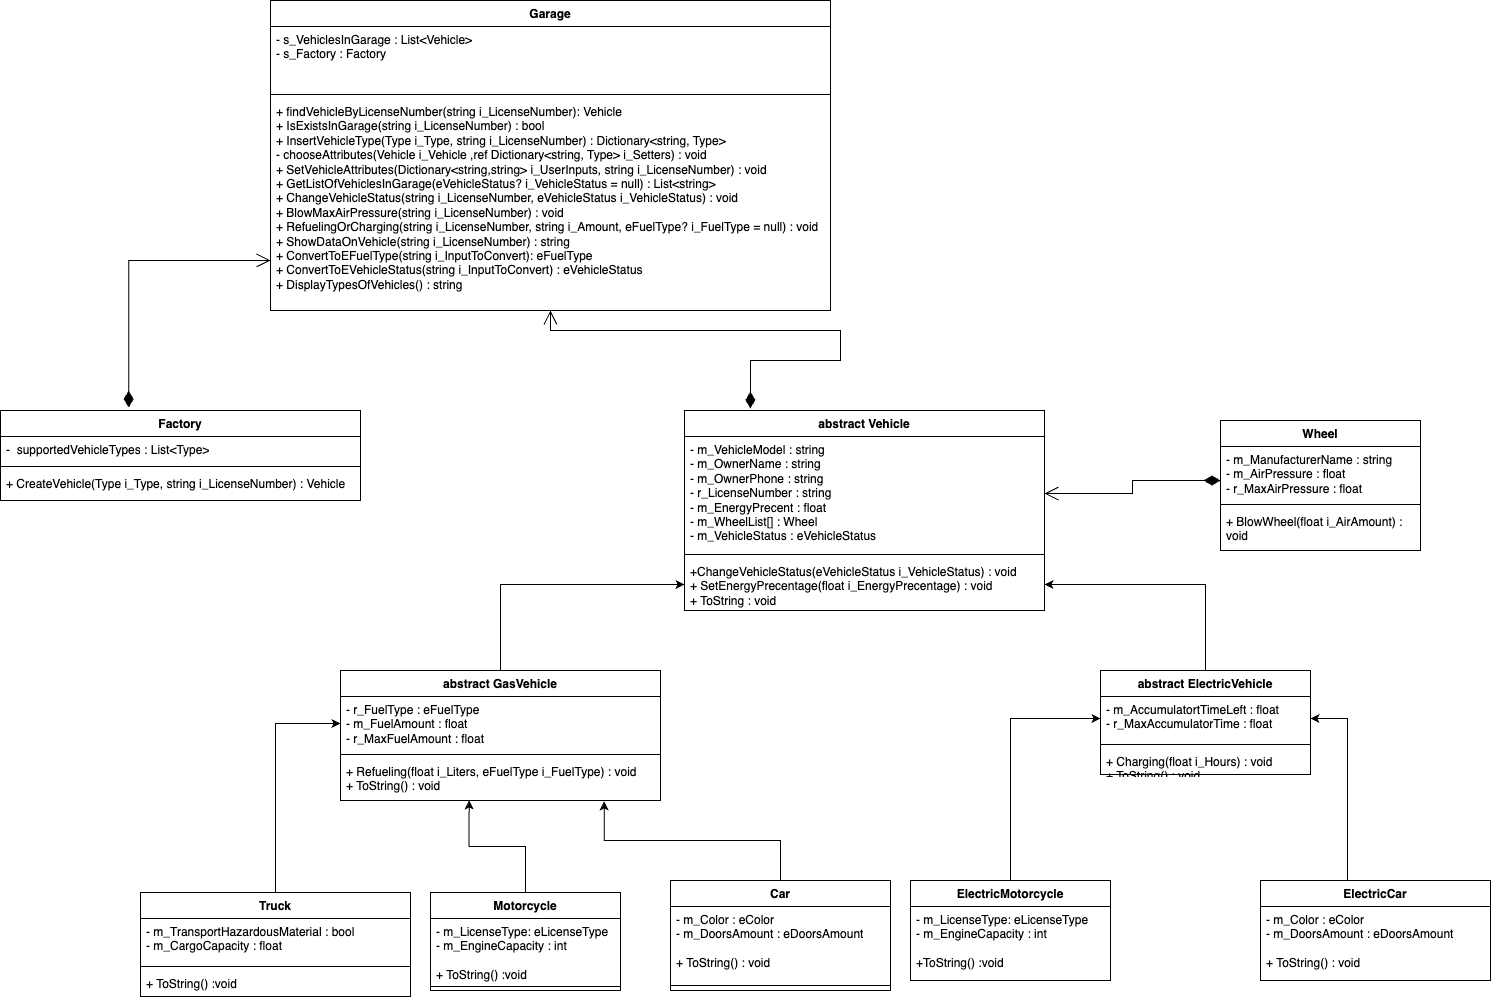 Garage
- s_VehiclesInGarage : List<Vehicle>
- s_Factory : Factory
+ findVehicleByLicenseNumber(string i_LicenseNumber): Vehicle
+ IsExistsInGarage(string i_LicenseNumber) : bool
+ InsertVehicleType(Type i_Type, string i_LicenseNumber) : Dictionary<string, Type>
- chooseAttributes(Vehicle i_Vehicle ,ref Dictionary<string, Type> i_Setters) : void
+ SetVehicleAttributes(Dictionary<string,string> i_UserInputs, string i_LicenseNumber) : void
+ GetListOfVehiclesInGarage(eVehicleStatus? i_VehicleStatus = null) : List<string>
+ ChangeVehicleStatus(string i_LicenseNumber, eVehicleStatus i_VehicleStatus) : void
+ BlowMaxAirPressure(string i_LicenseNumber) : void
+ RefuelingOrCharging(string i_LicenseNumber, string i_Amount, eFuelType? i_FuelType = null) : void
+ ShowDataOnVehicle(string i_LicenseNumber) : string
+ ConvertToEFuelType(string i_InputToConvert): eFuelType
+ ConvertToEVehicleStatus(string i_InputToConvert) : eVehicleStatus
+ DisplayTypesOfVehicles() : string
Factory
- supportedVehicleTypes : List<Type>
+ CreateVehicle(Type i_Type, string i_LicenseNumber) : Vehicle
abstract Vehicle
- m_VehicleModel : string
- m_OwnerName : string
- m_OwnerPhone : string
- r_LicenseNumber : string
- m_EnergyPrecent : float
- m_WheelList[] : Wheel
- m_VehicleStatus : eVehicleStatus
+ChangeVehicleStatus(eVehicleStatus i_VehicleStatus) : void
+ SetEnergyPrecentage(float i_EnergyPrecentage) : void
+ ToString : void
Wheel
- m_ManufacturerName : string
- m_AirPressure : float
- r_MaxAirPressure : float
+ BlowWheel(float i_AirAmount) :
void
abstract GasVehicle
- r_FuelType : eFuelType
- m_FuelAmount : float
- r_MaxFuelAmount : float
+ Refueling(float i_Liters, eFuelType i_FuelType) : void
+ ToString() : void
abstract ElectricVehicle
- m_AccumulatortTimeLeft : float
- r_MaxAccumulatorTime : float
+ Charging(float i_Hours) : void
+ ToString() : void
Truck
- m_TransportHazardousMaterial : bool
- m_CargoCapacity : float
+ ToString() :void
Motorcycle
- m_LicenseType: eLicenseType
- m_EngineCapacity : int
+ ToString() :void
Car
- m_Color : eColor
- m_DoorsAmount : eDoorsAmount
+ ToString() : void
ElectricMotorcycle
- m_LicenseType: eLicenseType
- m_EngineCapacity : int
+ToString() :void
ElectricCar
- m_Color : eColor
- m_DoorsAmount : eDoorsAmount
+ ToString() : void